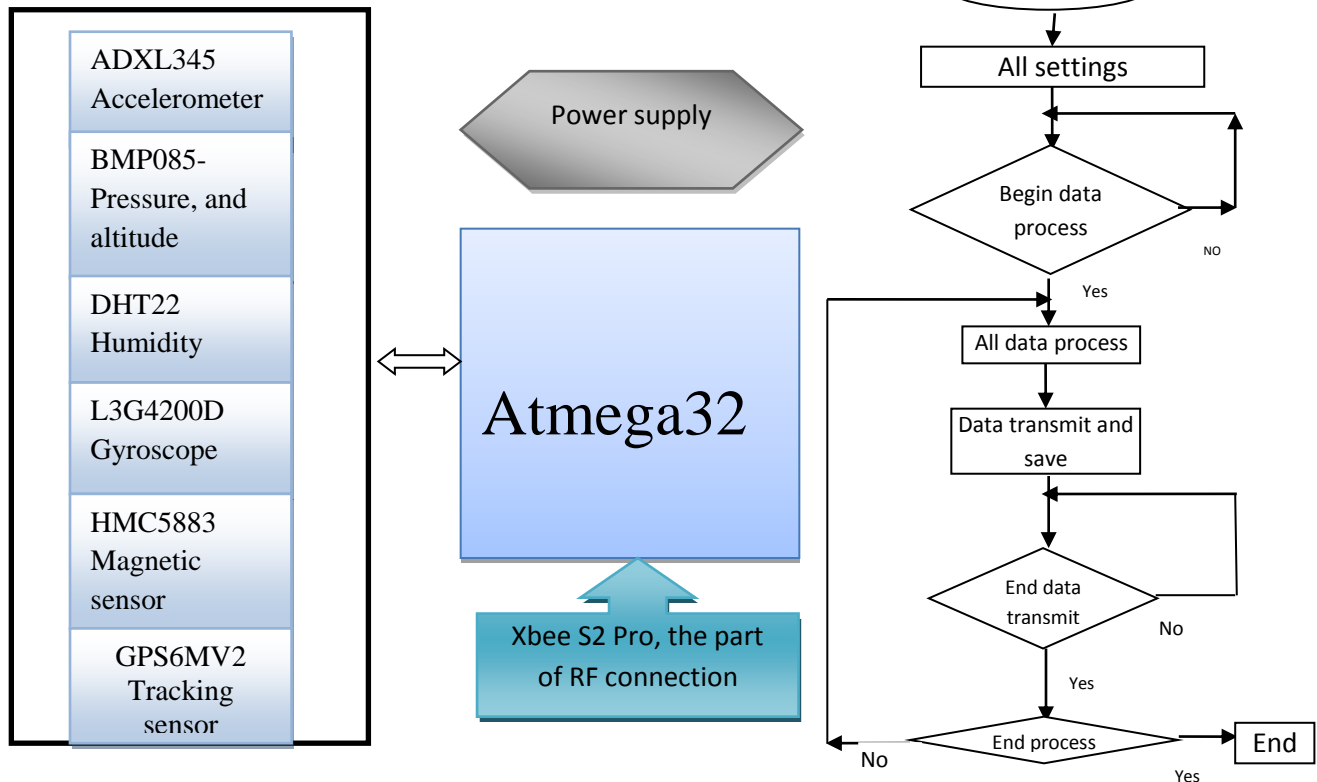 ADXL345
Accelerometer
BMP085-
Pressure, and
altitude
DHT22
Humidity
L3G4200D
Gyroscope
HMC5883
Magnetic
sensor
GPS6MV2
Tracking
sensor
Power supply
Atmega32
Xbee S2 Pro, the part
of RF connection
All settings
Begin data
process
NO
Yes
All data process
Data transmit and
save
End data
transmit
No
Yes
End process
No
Yes
End